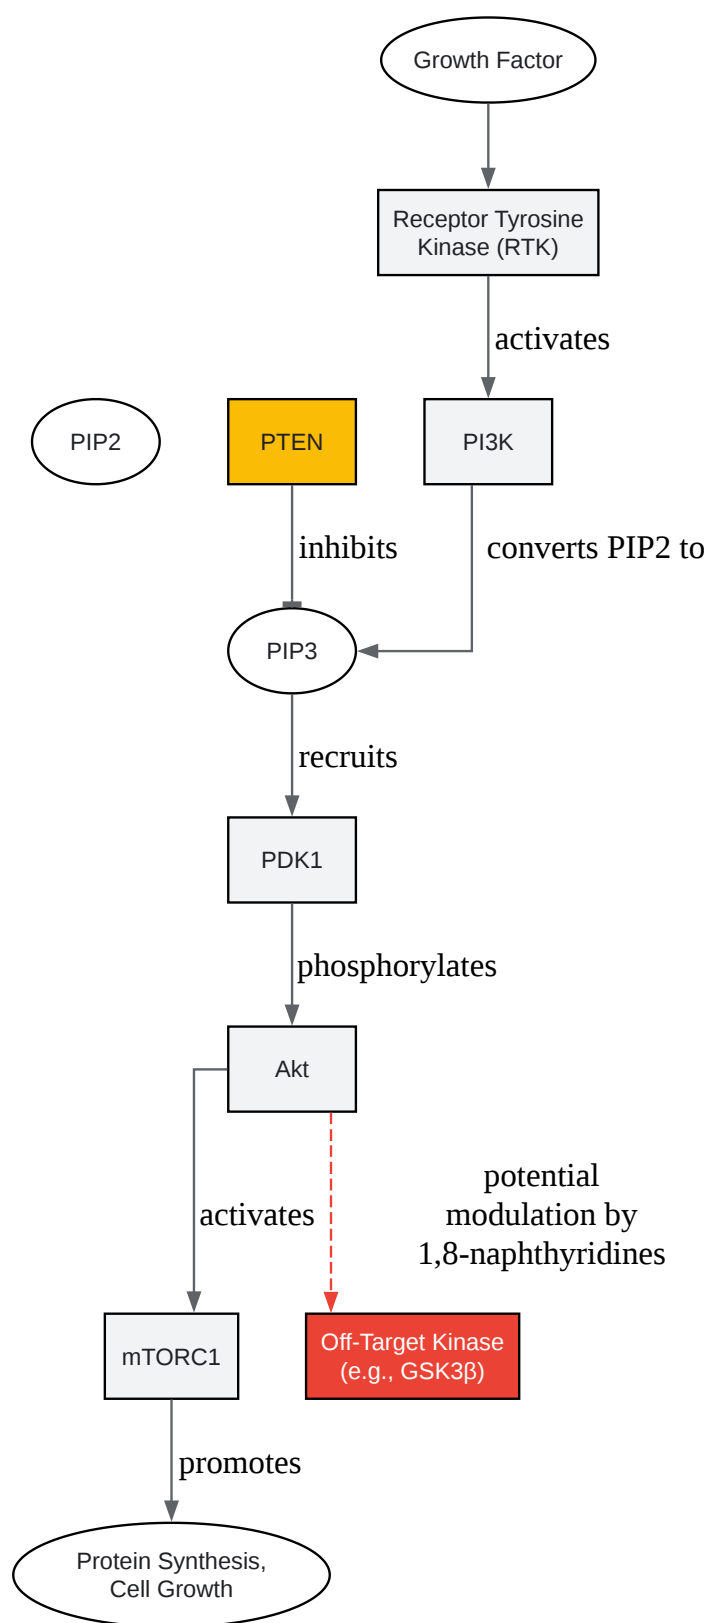 Growth Factor
Receptor Tyrosine
Kinase (RTK)
activates
PIP2
PTEN
PI3K
inhibits
converts PIP2 to
PIP3
recruits
PDK1
phosphorylates
Akt
activates
potential
modulation by
1,8-naphthyridines
mTORC1
Off-Target Kinase
(e.g., GSK3β)
promotes
Protein Synthesis,
Cell Growth